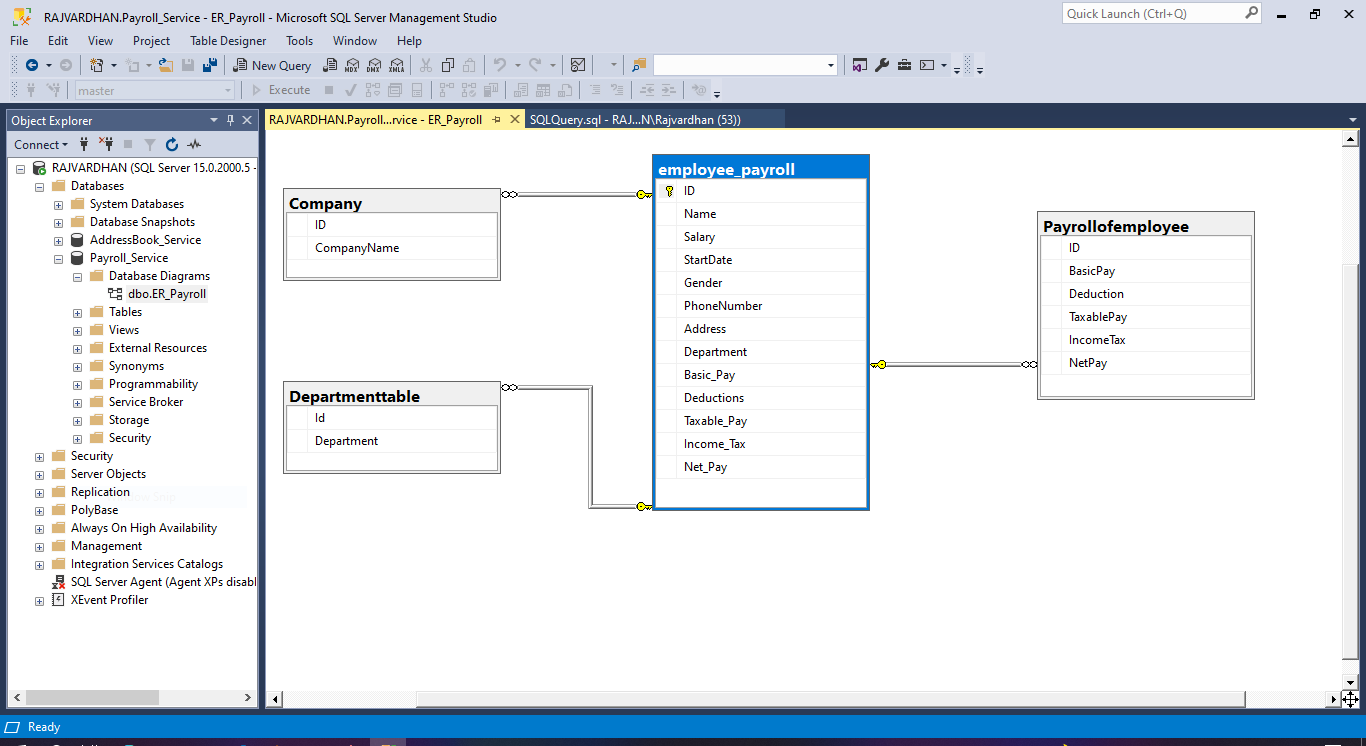 RAJVARDHAN.Payroll_Service - ER_Payroll - Microsoft SQL Server Management Studio
Quick Launch (Ctrl+Q)
File Edit View Project Table Designer Tools Window Help
New Query MDX DMX XMLA
master Execute
Object Explorer
RAJVARDHAN.Payroll...rvice - ER_Payroll
SQLQuery.sql - RAJ...N\Rajvardhan (53))
Connect
RAJVARDHAN (SQL Server 15.0.2000.5 -
Databases
System Databases
Database Snapshots
AddressBook_Service
Payroll_Service
Database Diagrams
dbo.ER_Payroll
Tables
Views
External Resources
Synonyms
Programmability
Service Broker
Storage
Security
Security
Server Objects
Replication
PolyBase
Always On High Availability
Management
Integration Services Catalogs
SQL Server Agent (Agent XPs disabl
XEvent Profiler
Company
ID
CompanyName
Departmenttable
Id
Department
employee_payroll
ID
Name
Salary
StartDate
Gender
PhoneNumber
Address
Department
Basic_Pay
Deductions
Taxable_Pay
Income_Tax
Net_Pay
Payrollofemployee
ID
BasicPay
Deduction
TaxablePay
IncomeTax
NetPay
Ready